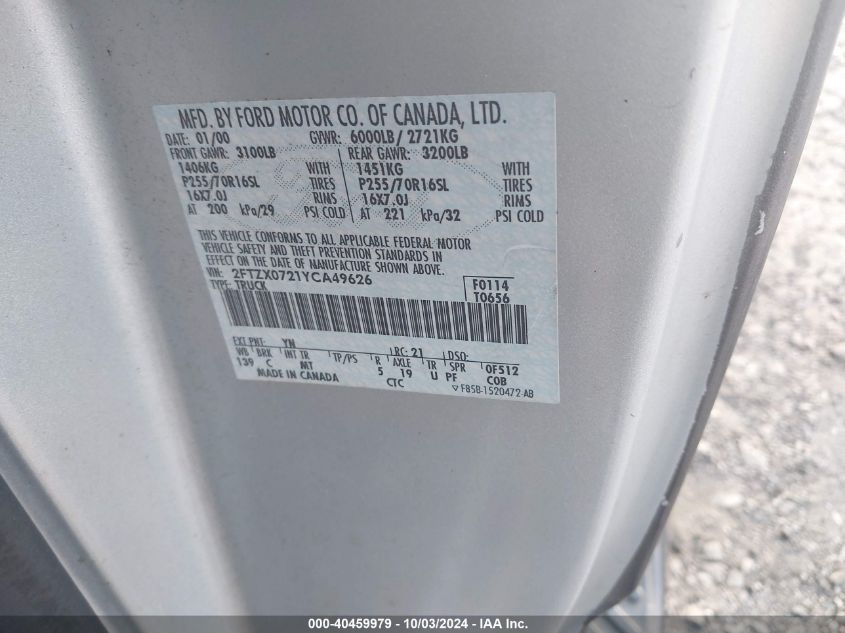 MFD. BY FORD MOTOR CO. OF CANADA, LTD.
DATE: 01/00 GVWR: 6000LB/ 2721KG
FRONT GAWR: 3100LB REAR GAWR: 3200LB
1406KG WITH 1451KG WITH
P255/70R16SL TIRES P255/70R16SL TIRES
16X7.0J RIMS 16X7.0J RIMS
AT 200 kPa/29 PSI COLD AT 221 kPa/32 PSI COLD
THIS VEHICLE CONFORMS TO ALL APPLICABLE FEDERAL MOTOR
VEHICLE SAFETY AND THEFT PREVENTION STANDARDS IN
EFFECT ON THE DATE OF MANUFACTURE SHOWN ABOVE.
VIN: 2FTZX0721YCA49626 F0114
TYPE: TRUCK T0656
EXT PNT: YN RC: 21 DSO:
WB BRK INT TR TP/PS R AXLE TR SPR 0F512
139 C MT 5 19 U PF COB
MADE IN CANADA CTC ▽ F85B-1520472-AB
000-40459979 - 10/03/2024 - IAA Inc.